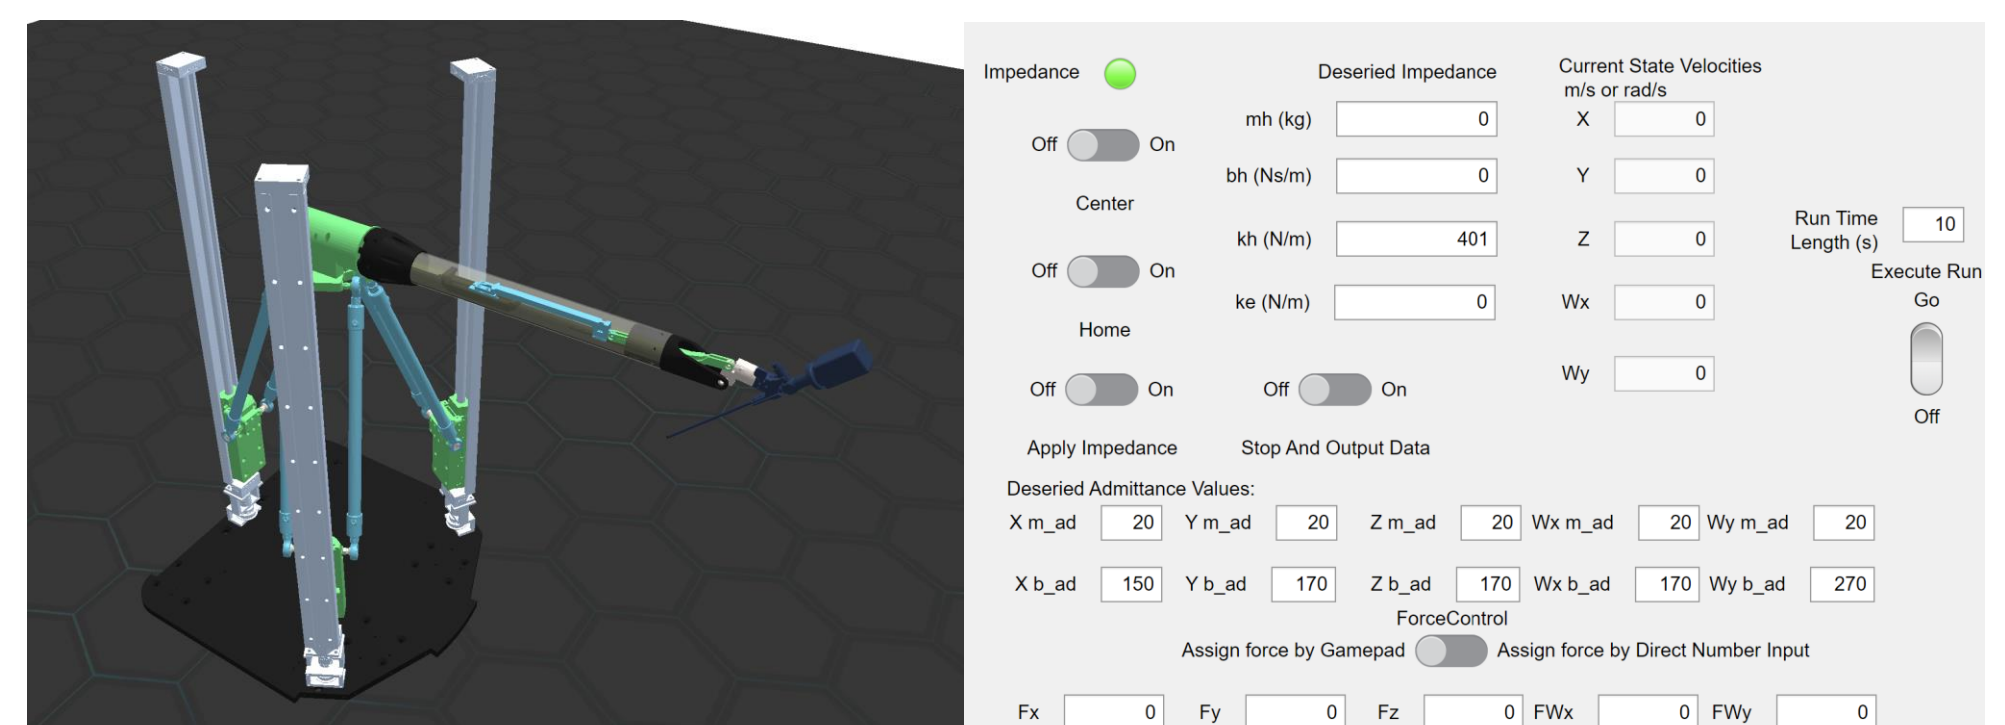 Impedance
Deseried Impedance
Current State Velocities
m/s or rad/s
mh (kg) 0
X 0
Off On
bh (Ns/m) 0
Y 0
Center
Run Time
Length (s) 10
kh (N/m) 401
Z 0
Off On
Execute Run
Go
ke (N/m) 0
Wx 0
Home
Wy 0
Off On
Off On
Off
Apply Impedance
Stop And Output Data
Deseried Admittance Values:
X m_ad 20 Y m_ad 20 Z m_ad 20 Wx m_ad 20 Wy m_ad 20
X b_ad 150 Y b_ad 170 Z b_ad 170 Wx b_ad 170 Wy b_ad 270
ForceControl
Assign force by Gamepad Assign force by Direct Number Input
Fx 0 Fy 0 Fz 0 FWx 0 FWy 0